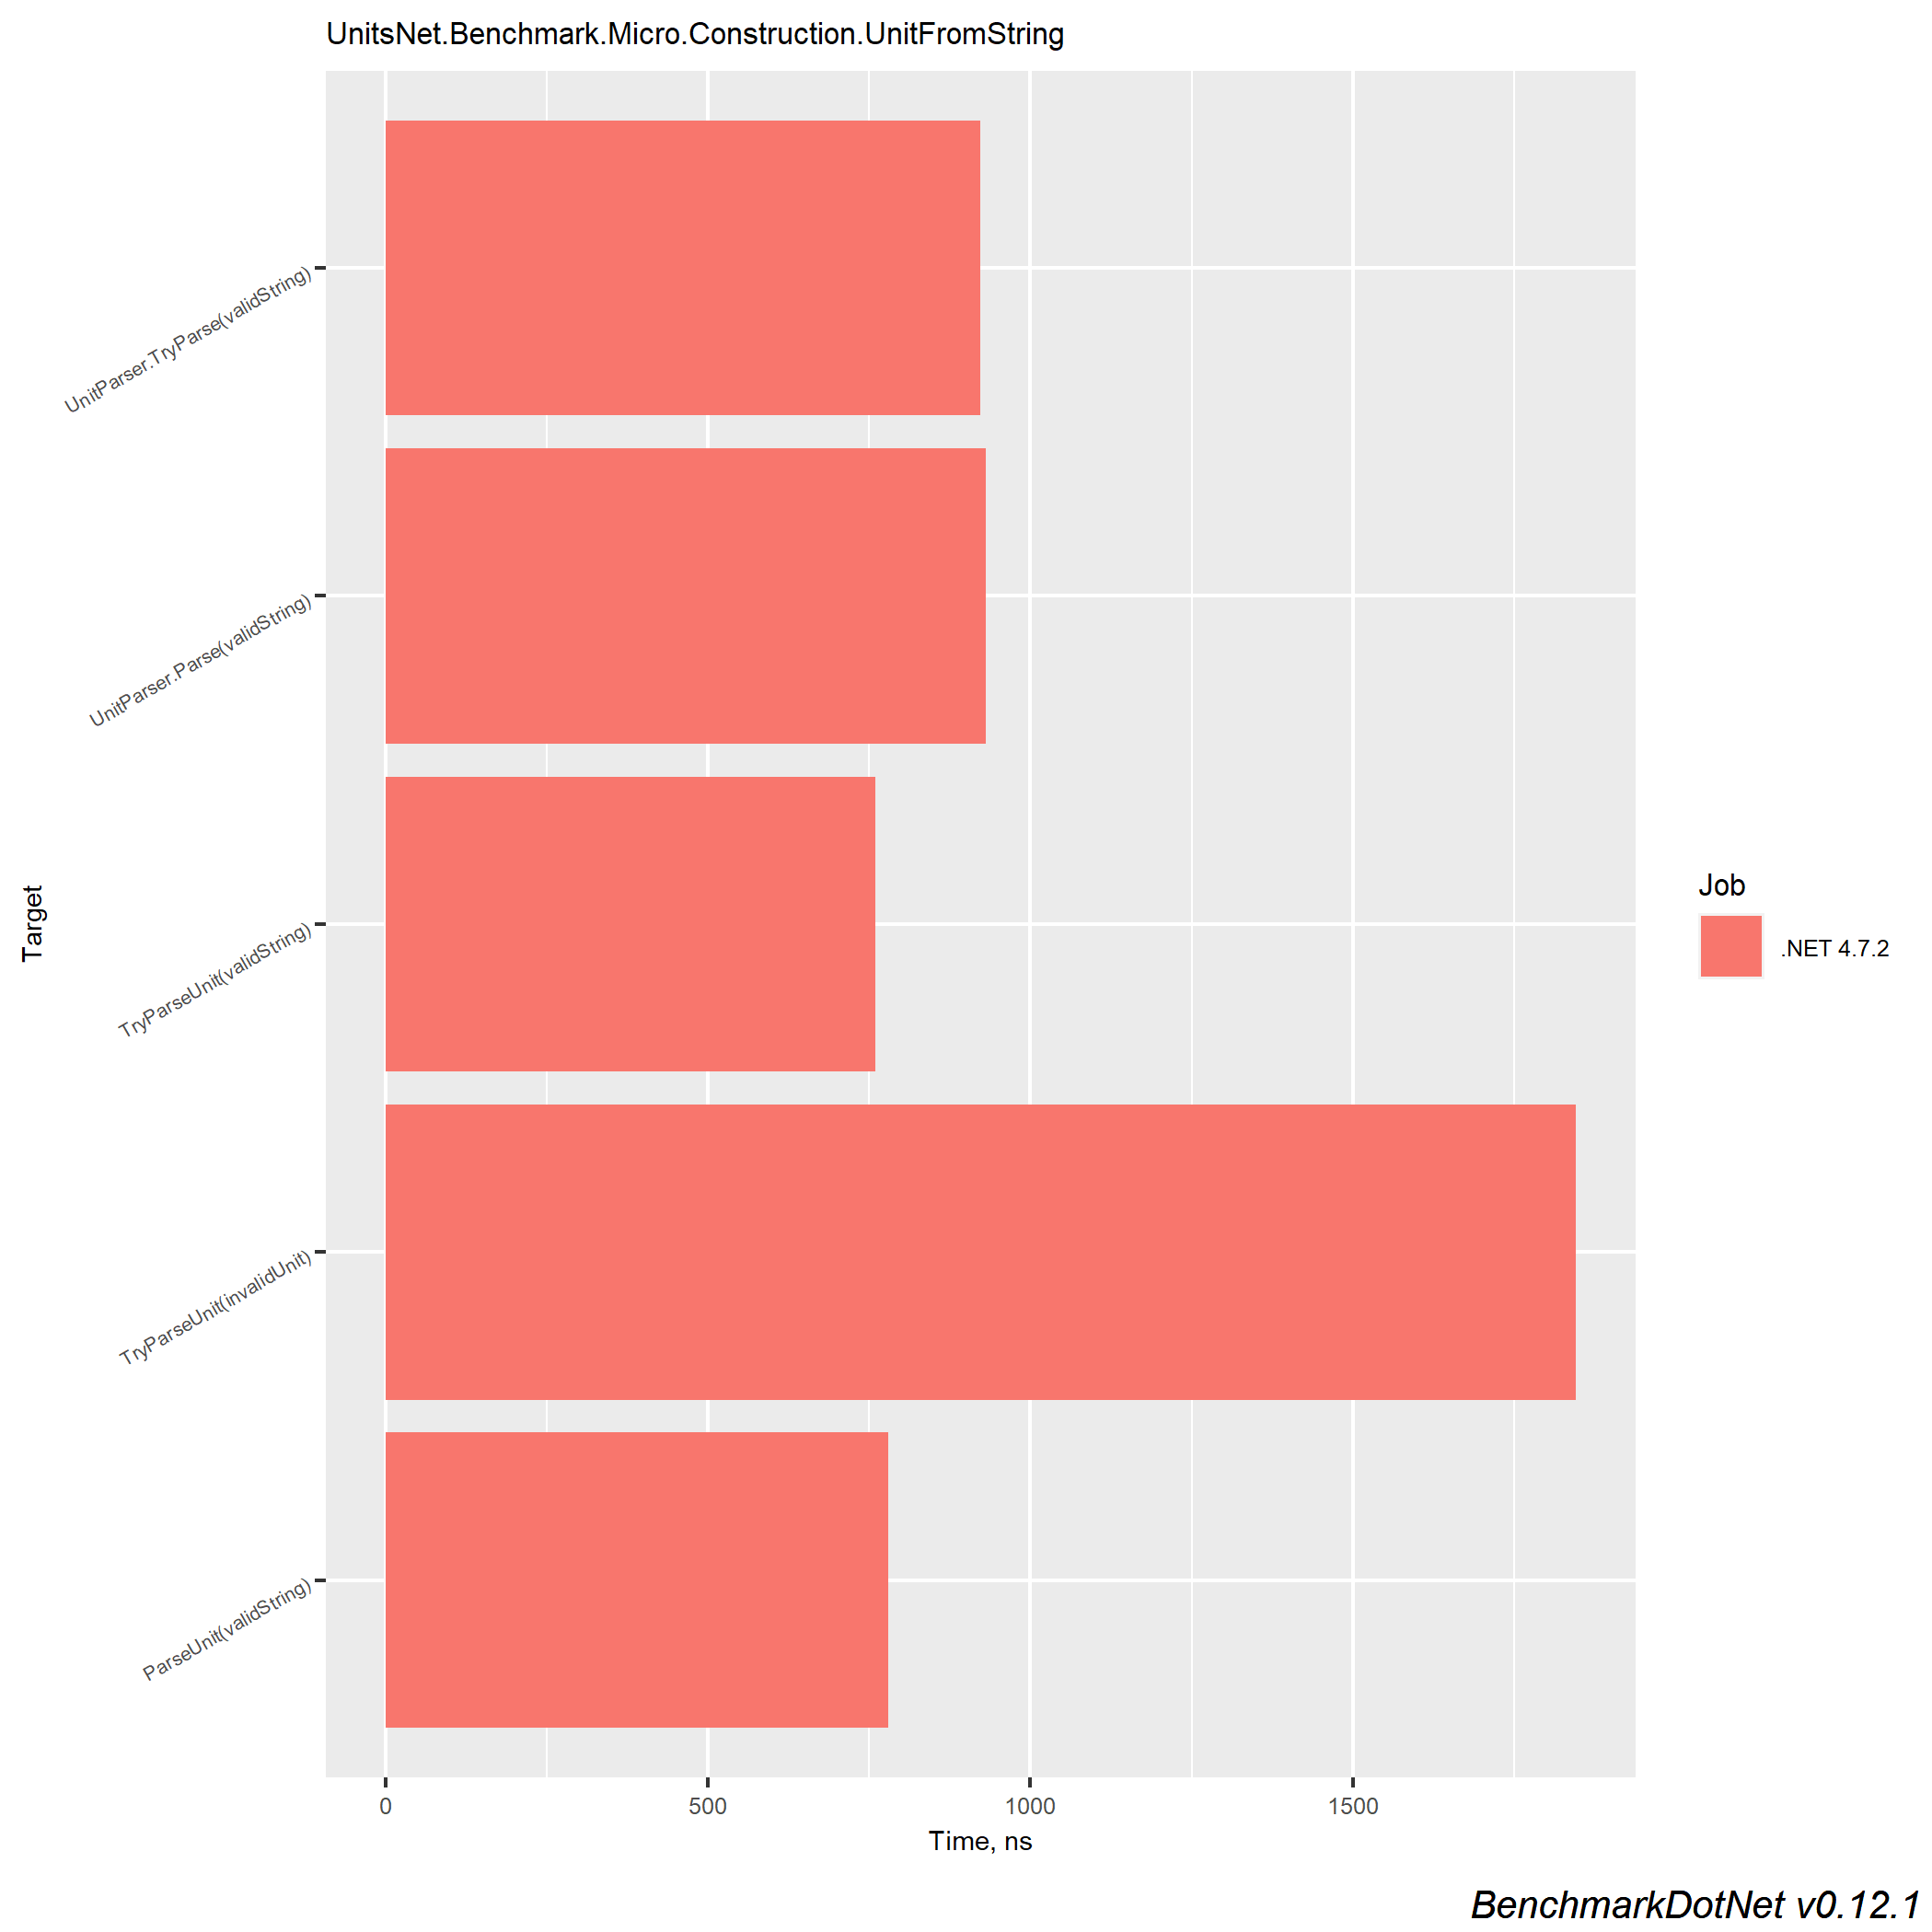 UnitsNet.Benchmark.Micro.Construction.UnitFromString
UnitParser.TryParse(validString)
UnitParser.Parse(validString)
TryParseUnit(validString)
TryParseUnit(invalidUnit)
ParseUnit(validString)
Target
0 500 1000 1500
Time, ns
Job
.NET 4.7.2
BenchmarkDotNet v0.12.1